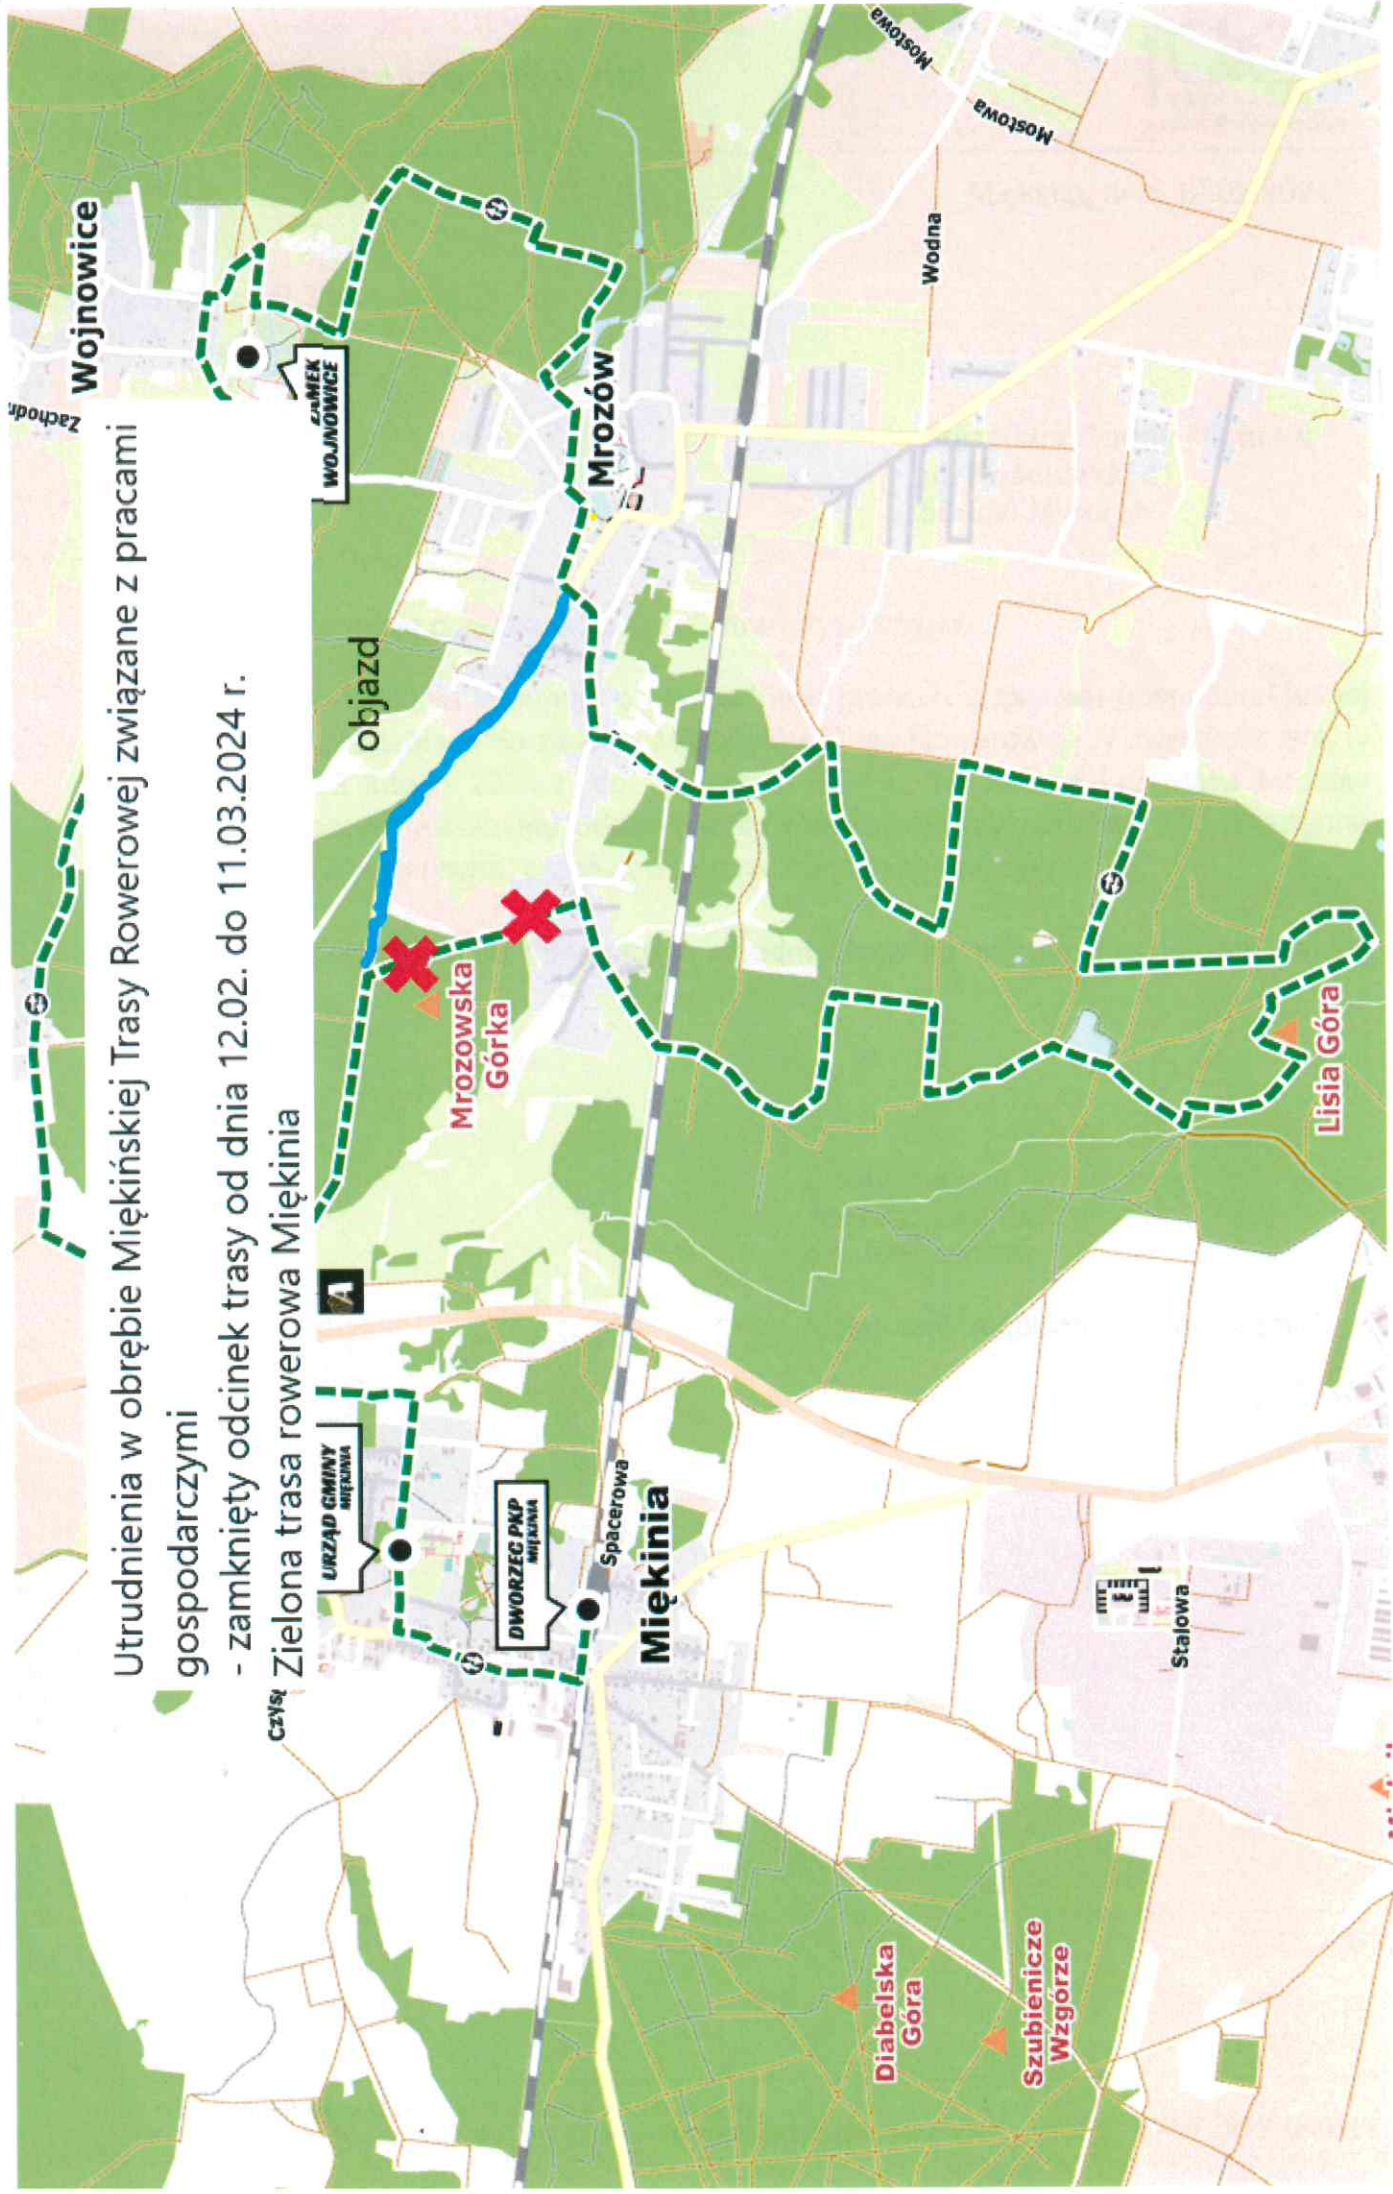 Utrudnienia w obrębie Miękińskiej Trasy Rowerowej związane z pracami
gospodarczymi
- zamknięty odcinek trasy od dnia 12.02. do 11.03.2024 r.
Zielona trasa rowerowa Miękinia
objazd
Wojnowice
ZAMEK
WOJNOWICE
Mrozów
Mostowa
Mostowa
Wodna
Mrozowska
Górka
Lisia Góra
A
URZĄD GMINY
MIĘKINIA
DWORZEC PKP
MIĘKINIA
Spacerowa
Miękinia
Stalowa
Diabelska
Góra
Szubienicze
Wzgórze